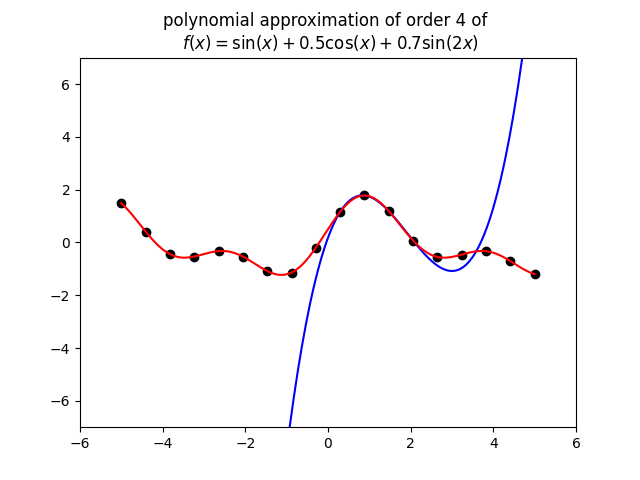 polynomial approximation of order 4 of
f(x) = sin(x) + 0.5cos(x) + 0.7sin(2x)
6
4
2
0
−2
−4
−6
−6 −4 −2 0 2 4 6